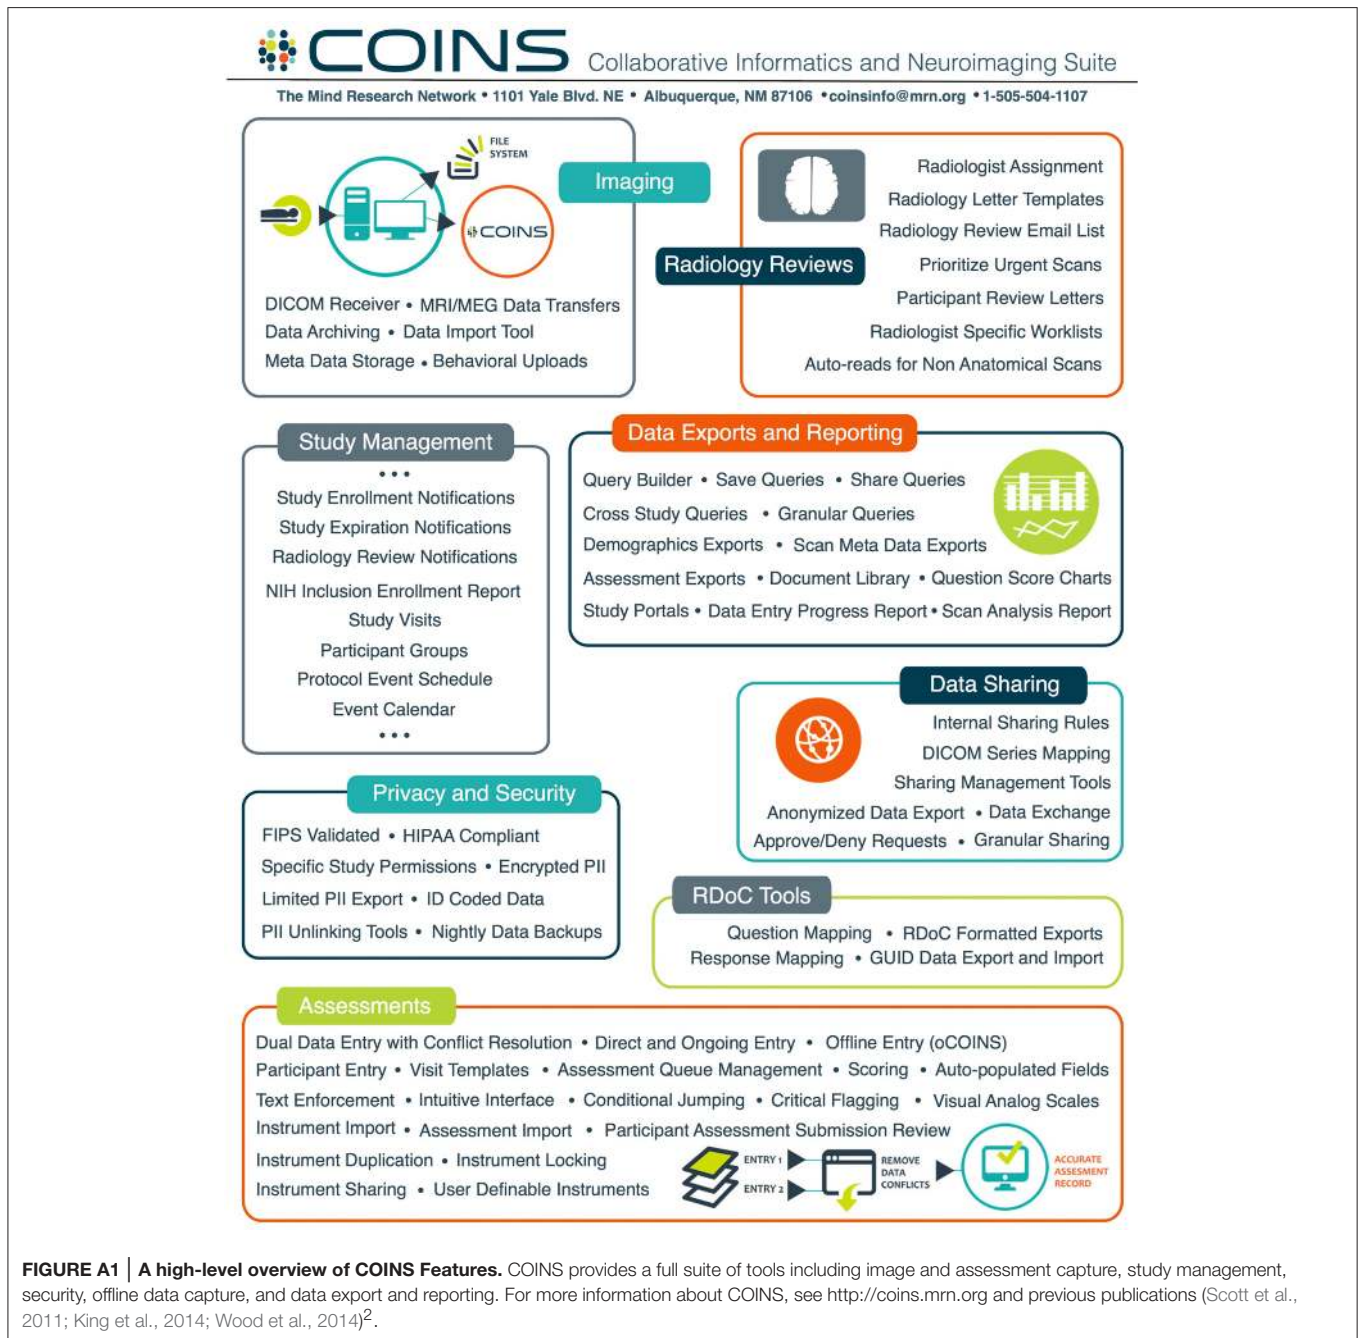 COINS Collaborative Informatics and Neuroimaging Suite
The Mind Research Network • 1101 Yale Blvd. NE • Albuquerque, NM 87106 •coinsinfo@mrn.org • 1-505-504-1107
FILE
SYSTEM
COINS
Imaging
DICOM Receiver • MRI/MEG Data Transfers
Data Archiving • Data Import Tool
Meta Data Storage • Behavioral Uploads
Radiology Reviews
Radiologist Assignment
Radiology Letter Templates
Radiology Review Email List
Prioritize Urgent Scans
Participant Review Letters
Radiologist Specific Worklists
Auto-reads for Non Anatomical Scans
Study Management
•••
Study Enrollment Notifications
Study Expiration Notifications
Radiology Review Notifications
NIH Inclusion Enrollment Report
Study Visits
Participant Groups
Protocol Event Schedule
Event Calendar
•••
Data Exports and Reporting
Query Builder • Save Queries • Share Queries
Cross Study Queries • Granular Queries
Demographics Exports • Scan Meta Data Exports
Assessment Exports • Document Library • Question Score Charts
Study Portals • Data Entry Progress Report • Scan Analysis Report
Data Sharing
Internal Sharing Rules
DICOM Series Mapping
Sharing Management Tools
Anonymized Data Export • Data Exchange
Approve/Deny Requests • Granular Sharing
Privacy and Security
FIPS Validated • HIPAA Compliant
Specific Study Permissions • Encrypted PII
Limited PII Export • ID Coded Data
PII Unlinking Tools • Nightly Data Backups
RDoC Tools
Question Mapping • RDoC Formatted Exports
Response Mapping • GUID Data Export and Import
Assessments
Dual Data Entry with Conflict Resolution • Direct and Ongoing Entry • Offline Entry (oCOINS)
Participant Entry • Visit Templates • Assessment Queue Management • Scoring • Auto-populated Fields
Text Enforcement • Intuitive Interface • Conditional Jumping • Critical Flagging • Visual Analog Scales
Instrument Import • Assessment Import • Participant Assessment Submission Review
Instrument Duplication • Instrument Locking
Instrument Sharing • User Definable Instruments
ENTRY 1
ENTRY 2
REMOVE
DATA
CONFLICTS
ACCURATE
ASSESMENT
RECORD
FIGURE A1 | A high-level overview of COINS Features. COINS provides a full suite of tools including image and assessment capture, study management,
security, offline data capture, and data export and reporting. For more information about COINS, see http://coins.mrn.org and previous publications (Scott et al.,
2011; King et al., 2014; Wood et al., 2014)2.